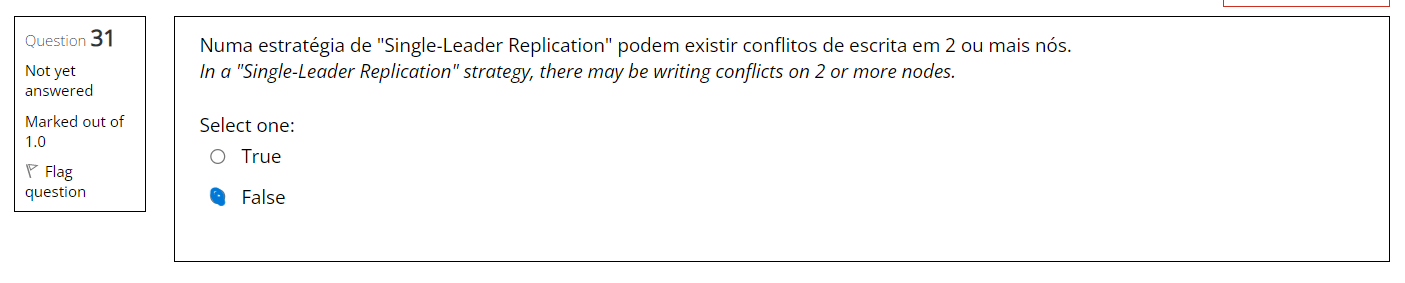 Question 31
Not yet
answered
Marked out of
1.0
Flag
question
Numa estratégia de "Single-Leader Replication" podem existir conflitos de escrita em 2 ou mais nós.
In a "Single-Leader Replication" strategy, there may be writing conflicts on 2 or more nodes.
Select one:
True
False